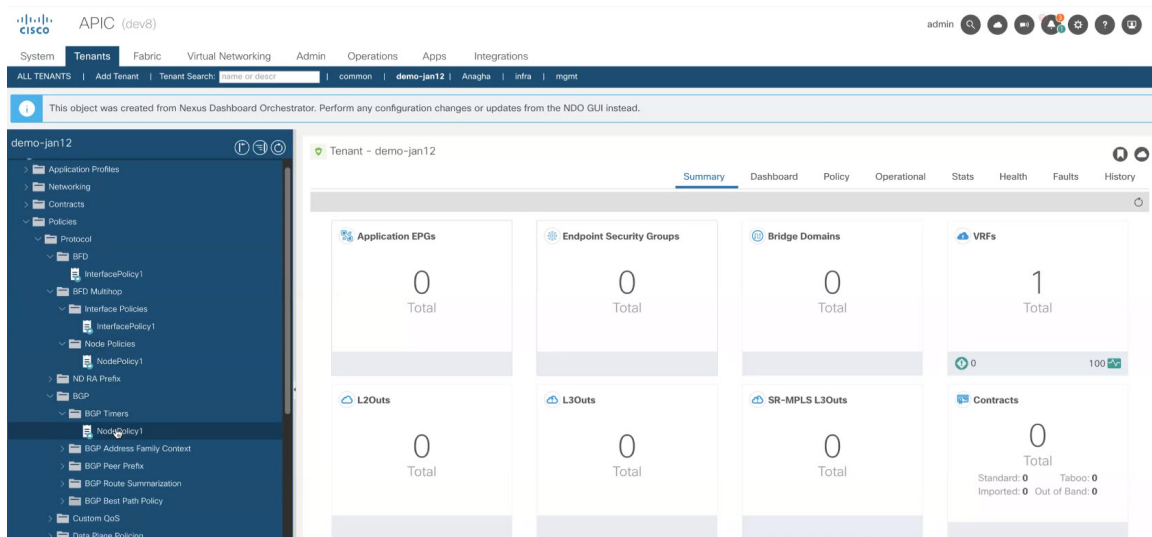 cisco
APIC (dev8)
admin
2
1
System Tenants Fabric Virtual Networking Admin Operations Apps Integrations
ALL TENANTS | Add Tenant | Tenant Search: name or descr | common | demo-jan12 | Anagha | infra | mgmt
This object was created from Nexus Dashboard Orchestrator. Perform any configuration changes or updates from the NDO GUI instead.
demo-jan12
Application Profiles
Networking
Contracts
Policies
Protocol
BFD
InterfacePolicy1
BFD Multihop
Interface Policies
InterfacePolicy1
Node Policies
NodePolicy1
ND RA Prefix
BGP
BGP Timers
NodePolicy1
BGP Address Family Context
BGP Peer Prefix
BGP Route Summarization
BGP Best Path Policy
Custom QoS
Data Plane Policing
Tenant - demo-jan12
Summary Dashboard Policy Operational Stats Health Faults History
Application EPGs
0
Total
Endpoint Security Groups
0
Total
Bridge Domains
0
Total
VRFs
1
Total
0 100
L2Outs
0
Total
L3Outs
0
Total
SR-MPLS L3Outs
0
Total
Contracts
0
Total
Standard: 0 Taboo: 0
Imported: 0 Out of Band: 0